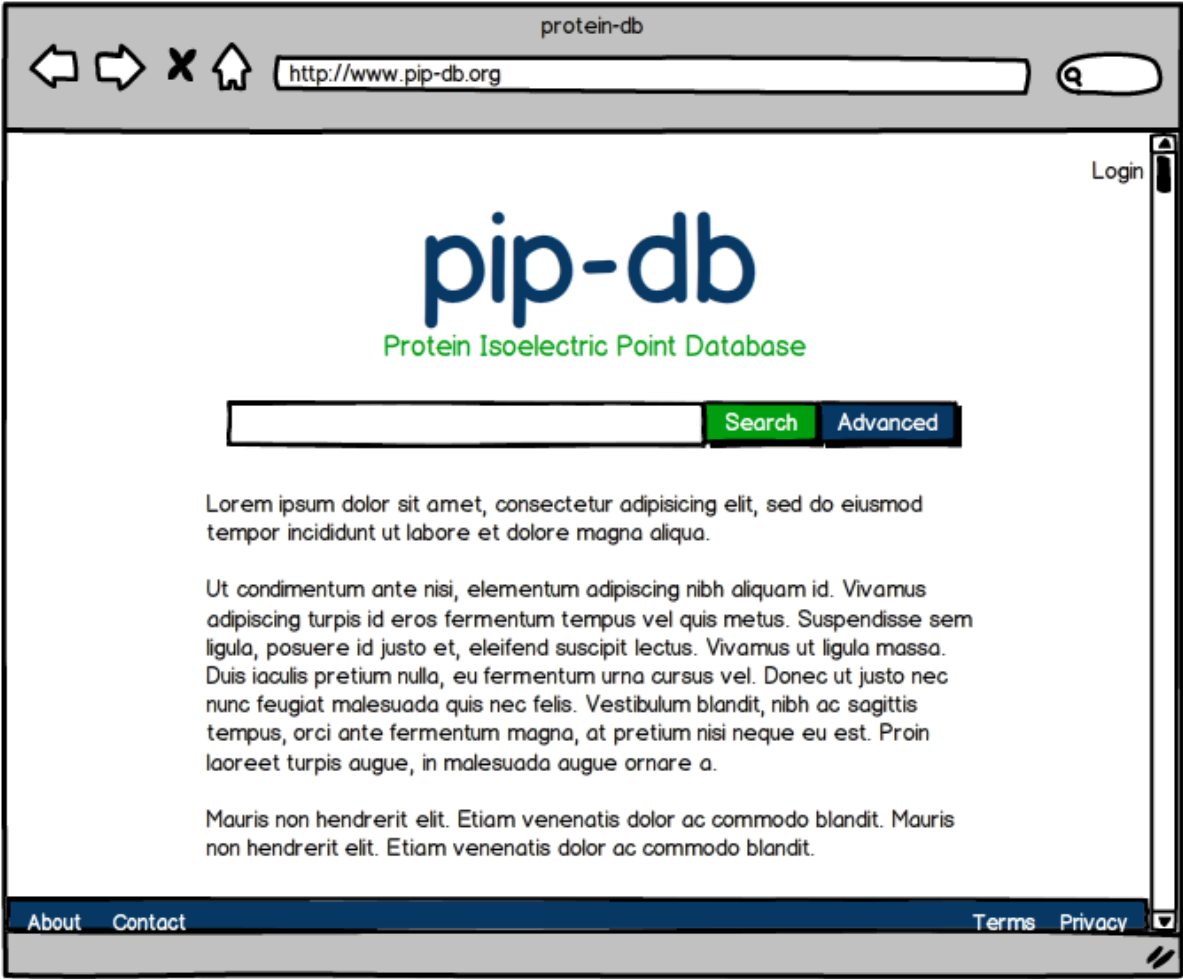 protein-db
http://www.pip-db.org
Login
pip-db
Protein Isoelectric Point Database
Search Advanced
Lorem ipsum dolor sit amet, consectetur adipisicing elit, sed do eiusmod
tempor incididunt ut labore et dolore magna aliqua.
Ut condimentum ante nisi, elementum adipiscing nibh aliquam id. Vivamus
adipiscing turpis id eros fermentum tempus vel quis metus. Suspendisse sem
ligula, posuere id justo et, eleifend suscipit lectus. Vivamus ut ligula massa.
Duis iaculis pretium nulla, eu fermentum urna cursus vel. Donec ut justo nec
nunc feugiat malesuada quis nec felis. Vestibulum blandit, nibh ac sagittis
tempus, orci ante fermentum magna, at pretium nisi neque eu est. Proin
laoreet turpis augue, in malesuada augue ornare a.
Mauris non hendrerit elit. Etiam venenatis dolor ac commodo blandit. Mauris
non hendrerit elit. Etiam venenatis dolor ac commodo blandit.
About Contact Terms Privacy